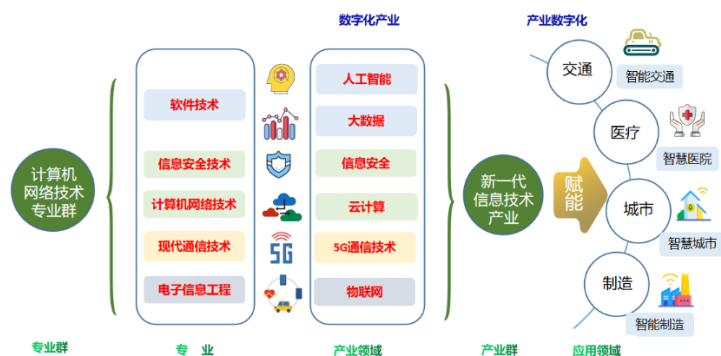 数字化产业
产业数字化
计算机
网络技术
专业群
软件技术
信息安全技术
计算机网络技术
现代通信技术
电子信息工程
5G
人工智能
大数据
信息安全
云计算
5G通信技术
物联网
新一代
信息技术
产业
赋能
交通
智能交通
医疗
智慧医院
城市
智慧城市
制造
智能制造
专业群
专 业
产业领域
产业群
应用领域